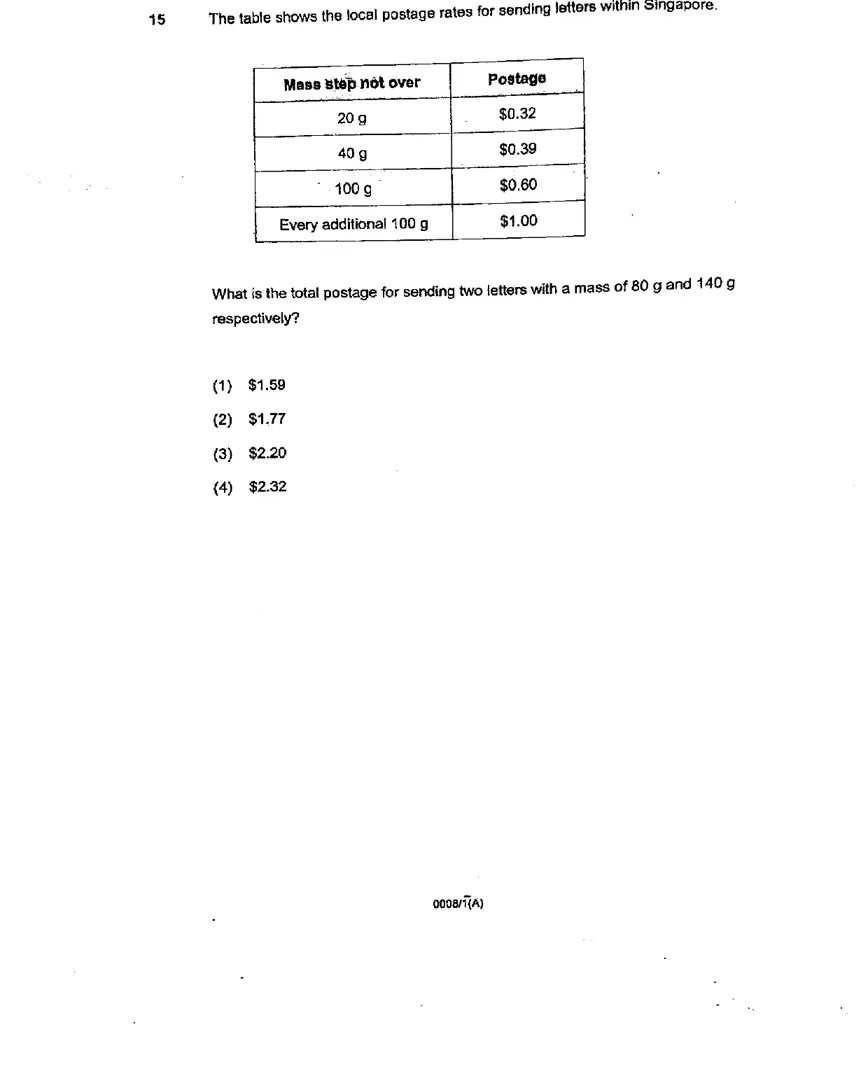 15 The table shows the local postage rates for sending letters within Singapore.
Mass step not over Postage
20 g $0.32
40 g $0.39
100 g $0.60
Every additional 100 g $1.00
What is the total postage for sending two letters with a mass of 80 g and 140 g
respectively?
(1) $1.59
(2) $1.77
(3) $2.20
(4) $2.32
0008/1(A)